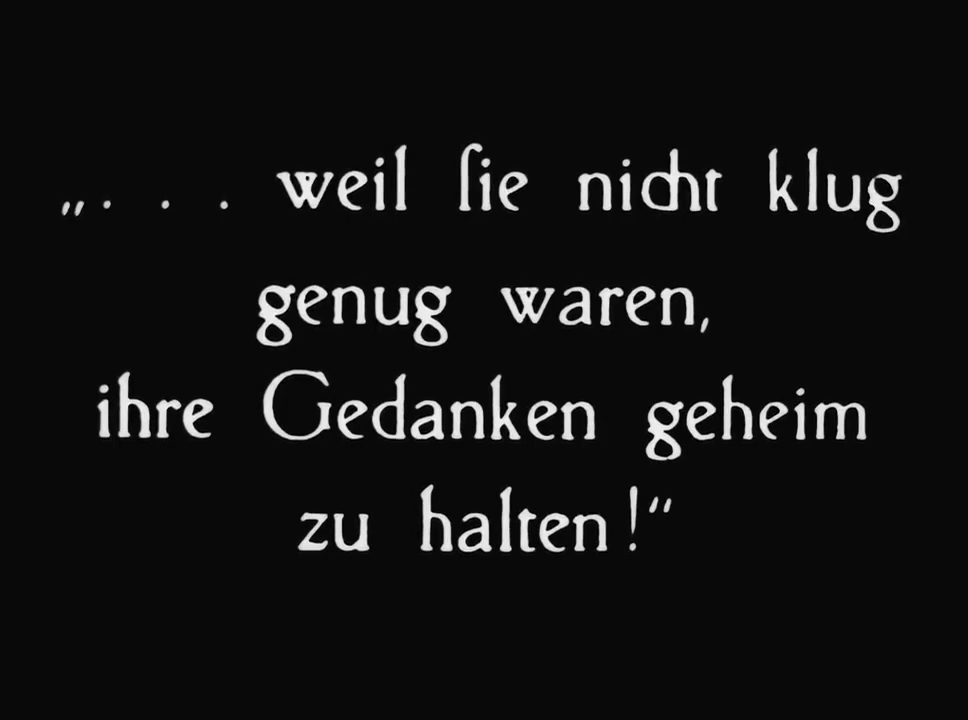 „. . . weil ſie nicht klug
genug waren,
ihre Gedanken geheim
zu halten!“